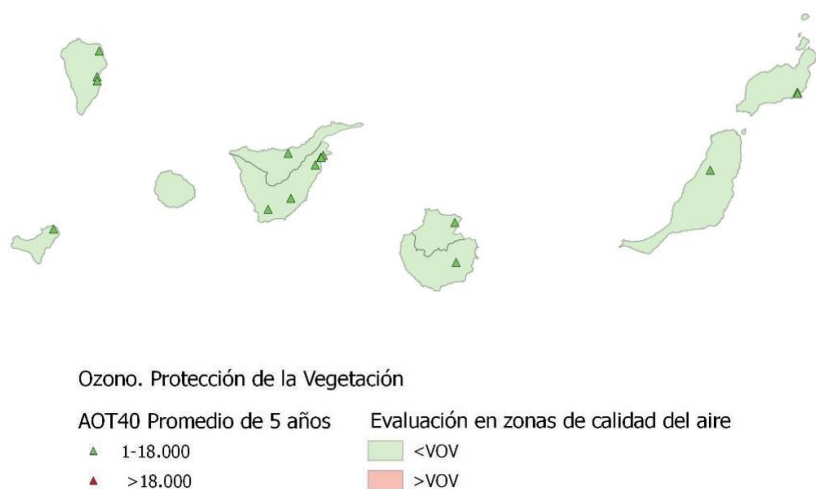 Ozono. Protección de la Vegetación
AOT40 Promedio de 5 años
1-18.000
>18.000
Evaluación en zonas de calidad del aire
<VOV
>VOV